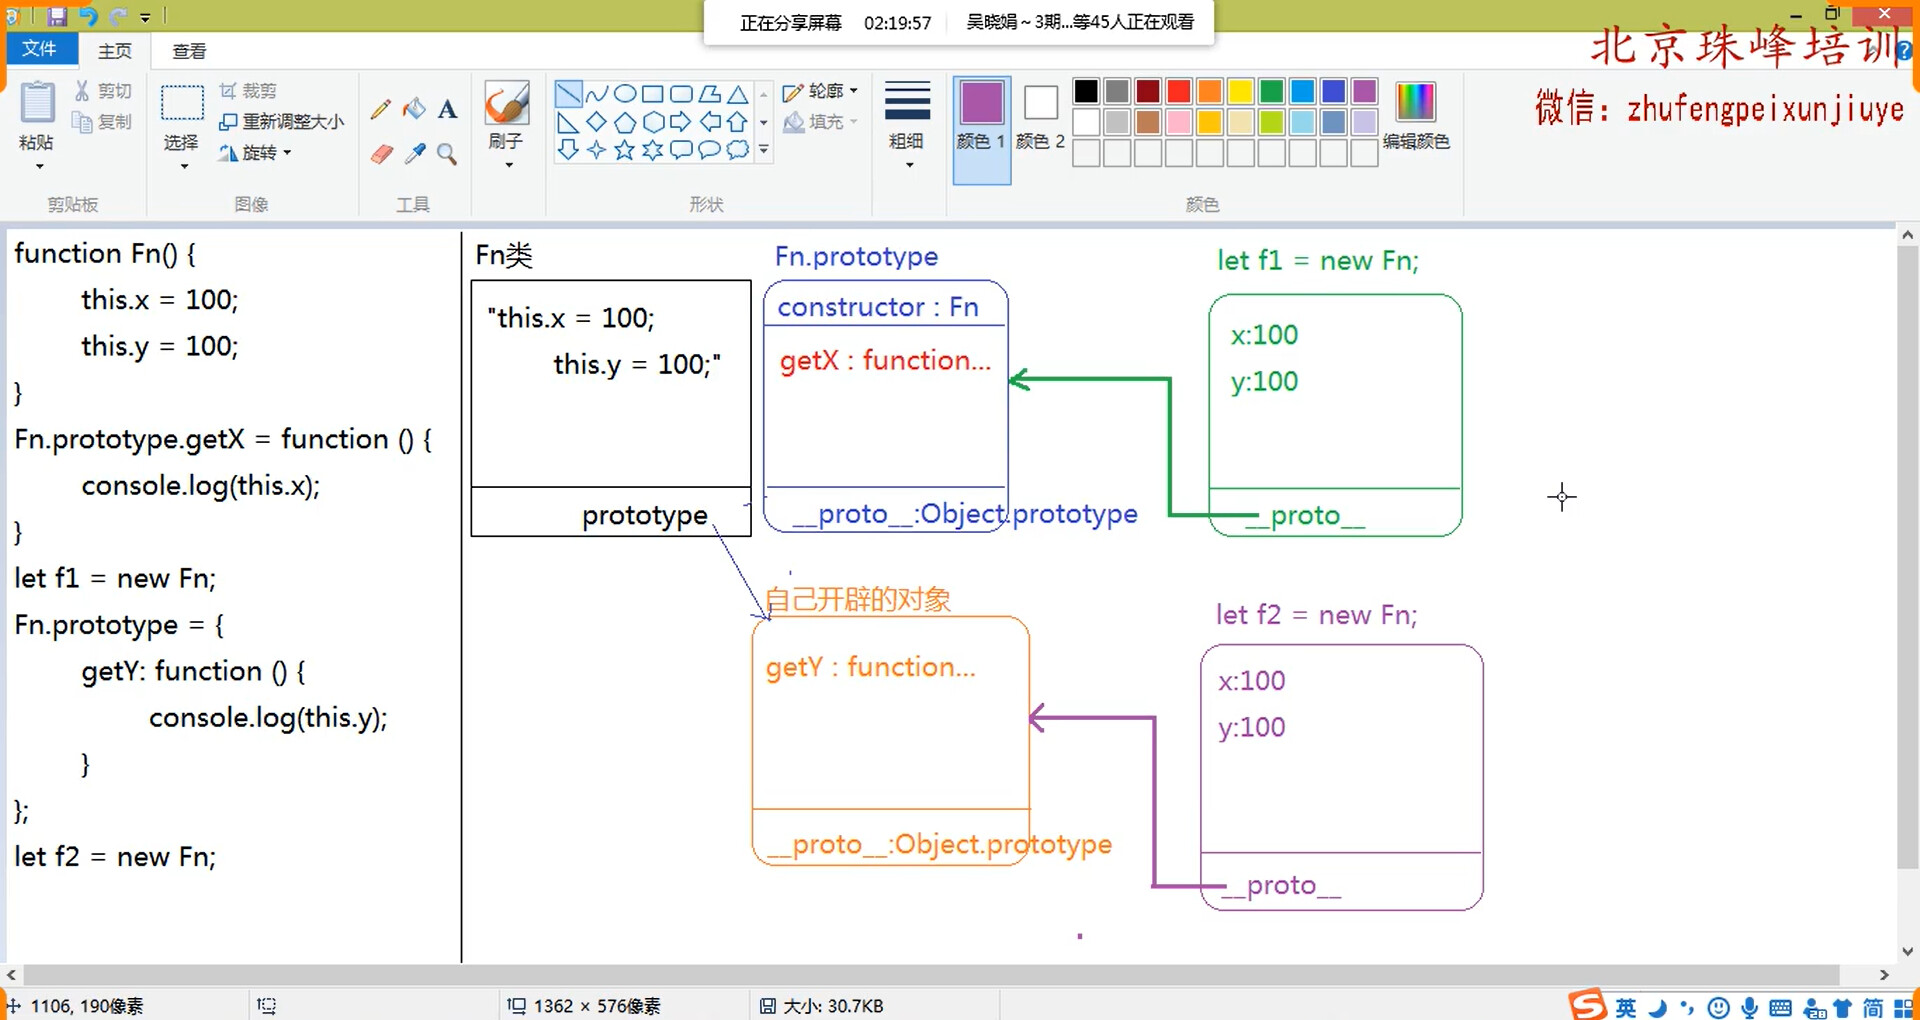 正在分享屏幕 02:19:57 吴晓娟~3期...等45人正在观看
文件 主页 查看
北京珠峰培训
微信：zhufengpeixunjiuye
粘贴
剪切
复制
剪贴板
选择
裁剪
重新调整大小
旋转
图像
A
工具
刷子
轮廓
填充
形状
粗细
颜色 1
颜色 2
编辑颜色
颜色
function Fn() {
this.x = 100;
this.y = 100;
}
Fn.prototype.getX = function () {
console.log(this.x);
}
let f1 = new Fn;
Fn.prototype = {
getY: function () {
console.log(this.y);
}
};
let f2 = new Fn;
Fn类
"this.x = 100;
this.y = 100;"
prototype
Fn.prototype
constructor : Fn
getX : function...
__proto__:Object.prototype
let f1 = new Fn;
x:100
y:100
__proto__
自己开辟的对象
getY : function...
__proto__:Object.prototype
let f2 = new Fn;
x:100
y:100
__proto__
1106, 190像素
1362 × 576像素
大小: 30.7KB
英
简